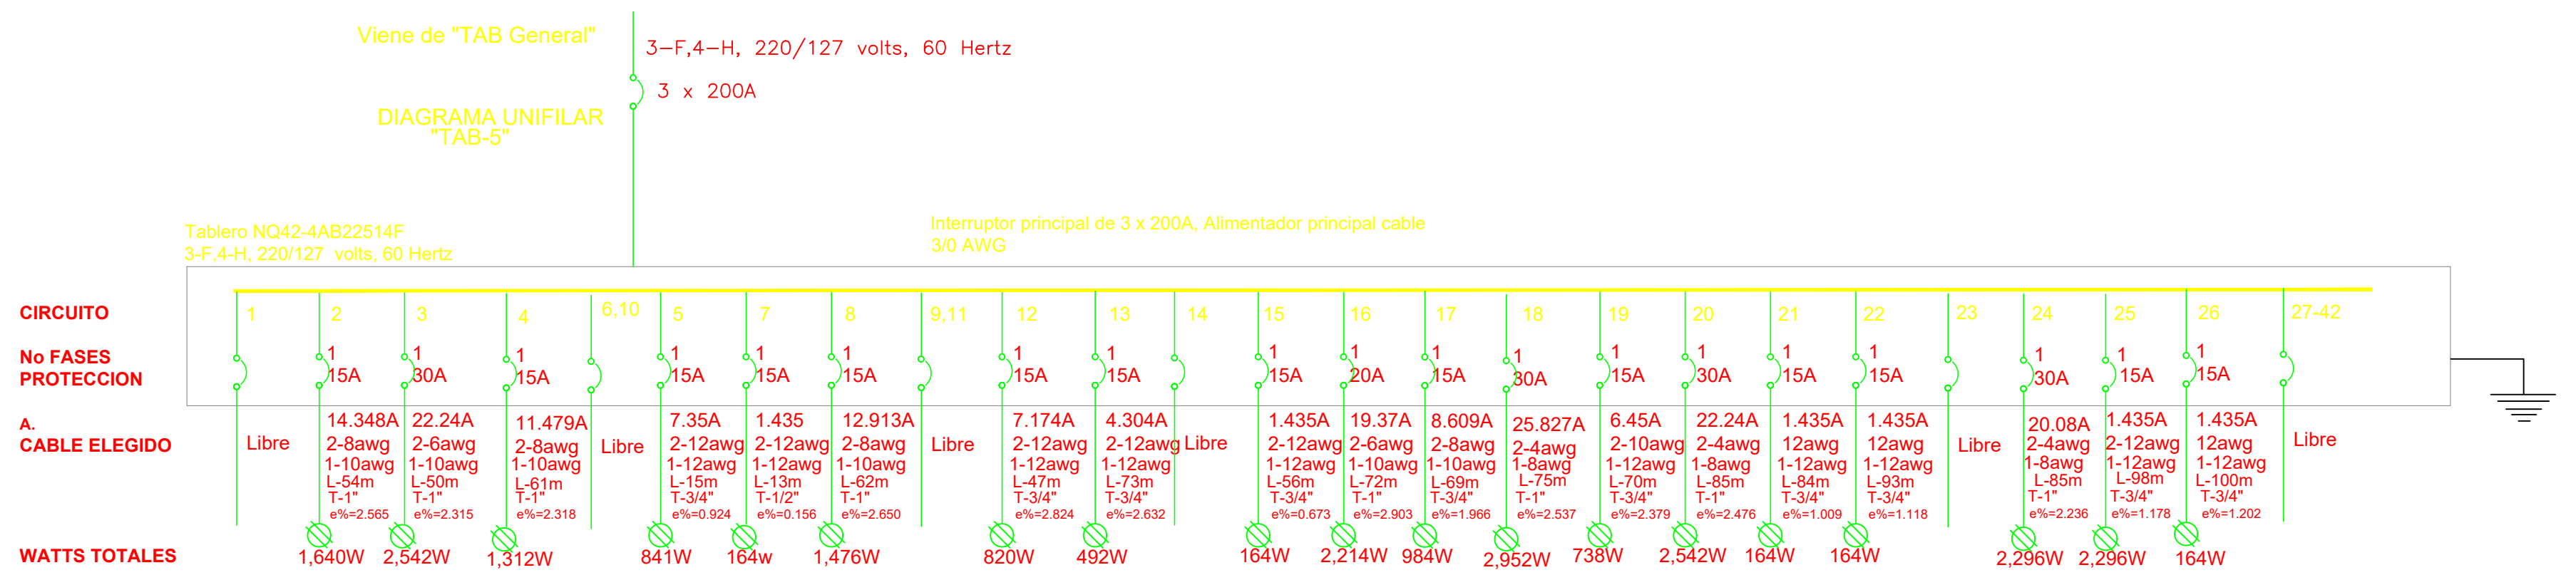 Viene de "TAB General"
3-F,4-H, 220/127 volts, 60 Hertz
3 x 200A
DIAGRAMA UNIFILAR
"TAB-5"
Tablero NQ42-4AB22514F
3-F,4-H, 220/127 volts, 60 Hertz
Interruptor principal de 3 x 200A, Alimentador principal cable
3/0 AWG
CIRCUITO
No FASES
PROTECCION
A.
CABLE ELEGIDO
WATTS TOTALES
1
Libre
2
1
15A
14.348A
2-8awg
1-10awg
L-54m
T-1"
e%=2.565
1,640W
3
1
30A
22.24A
2-6awg
1-10awg
L-50m
T-1"
e%=2.315
2,542W
4
1
15A
11.479A
2-8awg
1-10awg
L-61m
T-1"
e%=2.318
1,312W
6,10
Libre
5
1
15A
7.35A
2-12awg
1-12awg
L-15m
T-3/4"
e%=0.924
841W
7
1
15A
1.435
2-12awg
1-12awg
L-13m
T-1/2"
e%=0.156
164w
8
1
15A
12.913A
2-8awg
1-10awg
L-62m
T-1"
e%=2.650
1,476W
9,11
Libre
12
1
15A
7.174A
2-12awg
1-12awg
L-47m
T-3/4"
e%=2.824
820W
13
1
15A
4.304A
2-12awg
1-12awg
L-73m
T-3/4"
e%=2.632
492W
14
Libre
15
1
15A
1.435A
2-12awg
1-12awg
L-56m
T-3/4"
e%=0.673
164W
16
1
20A
19.37A
2-6awg
1-10awg
L-72m
T-1"
e%=2.903
2,214W
17
1
15A
8.609A
2-8awg
1-10awg
L-69m
T-3/4"
e%=1.966
984W
18
1
30A
25.827A
2-4awg
1-8awg
L-75m
T-1"
e%=2.537
2,952W
19
1
15A
6.45A
2-10awg
1-12awg
L-70m
T-3/4"
e%=2.379
738W
20
1
30A
22.24A
2-4awg
1-8awg
L-85m
T-1"
e%=2.476
2,542W
21
1
15A
1.435A
12awg
1-12awg
L-84m
T-3/4"
e%=1.009
164W
22
1
15A
1.435A
12awg
1-12awg
L-93m
T-3/4"
e%=1.118
164W
23
Libre
24
1
30A
20.08A
2-4awg
1-8awg
L-85m
T-1"
e%=2.236
2,296W
25
1
15A
1.435A
2-12awg
1-12awg
L-98m
T-3/4"
e%=1.178
2,296W
26
1
15A
1.435A
12awg
1-12awg
L-100m
T-3/4"
e%=1.202
164W
27-42
Libre